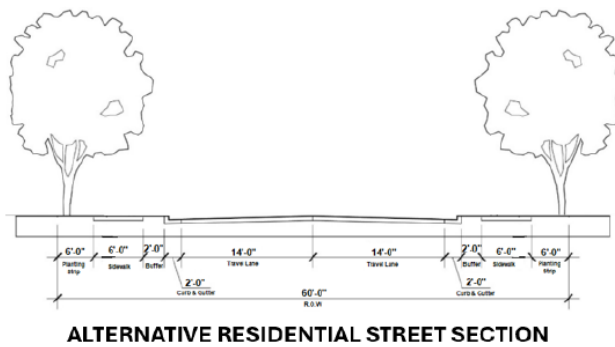 6'-0" 6'-0" 2'-0" 14'-0" 14'-0" 2'-0" 6'-0" 6'-0"
Planting Strip Sidewalk Buffer Travel Lane Travel Lane Buffer Sidewalk Planting Strip
2'-0" 2'-0"
Curb & Gutter Curb & Gutter
60'-0"
R.O.W
ALTERNATIVE RESIDENTIAL STREET SECTION